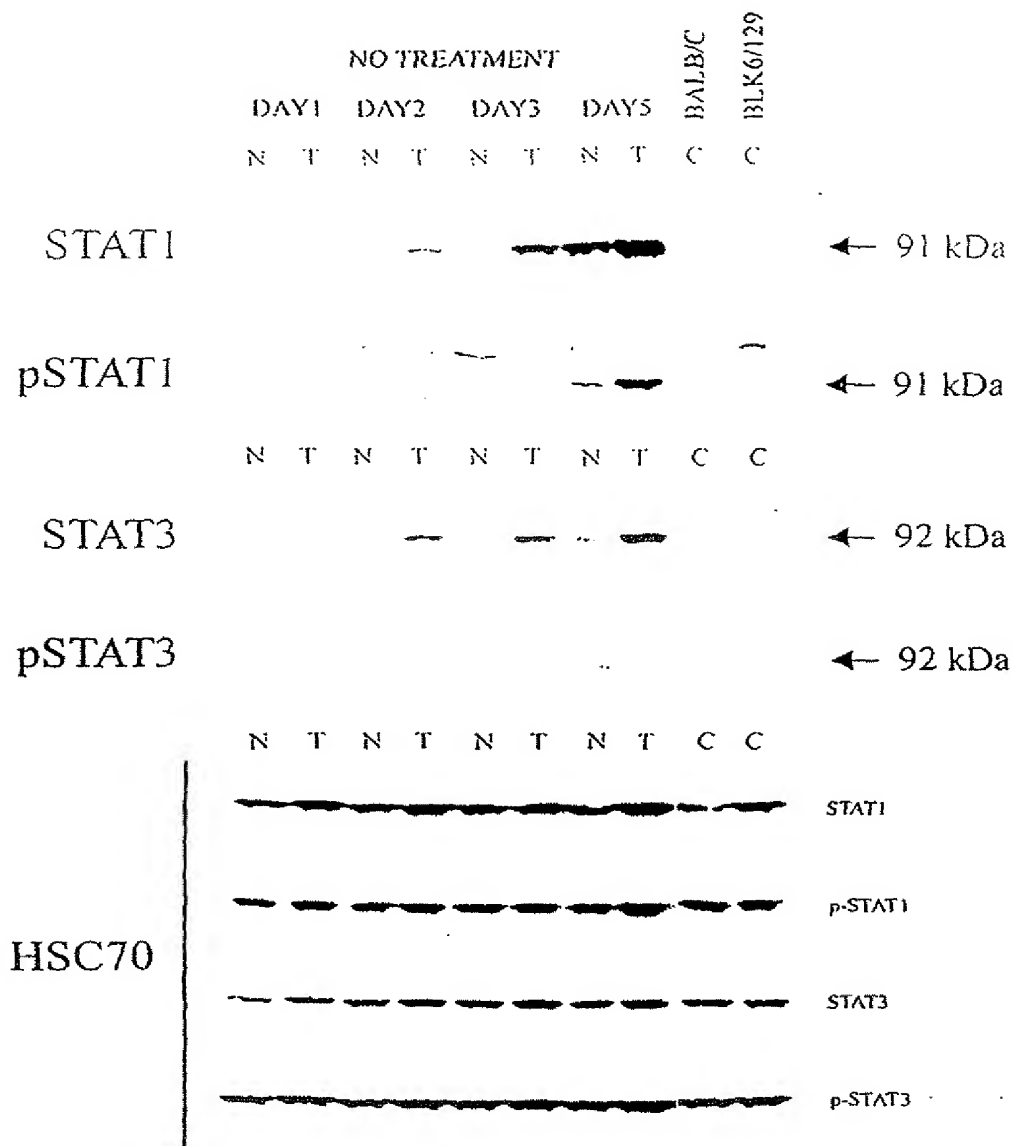 BALB/C
BLK6/129
NO TREATMENT
DAY1 DAY2 DAY3 DAY5
N T N T N T N T C C
STAT1 ← 91 kDa
pSTAT1 ← 91 kDa
N T N T N T N T C C
STAT3 ← 92 kDa
pSTAT3 ← 92 kDa
N T N T N T N T C C
STAT1
p-STAT1
HSC70
STAT3
p-STAT3